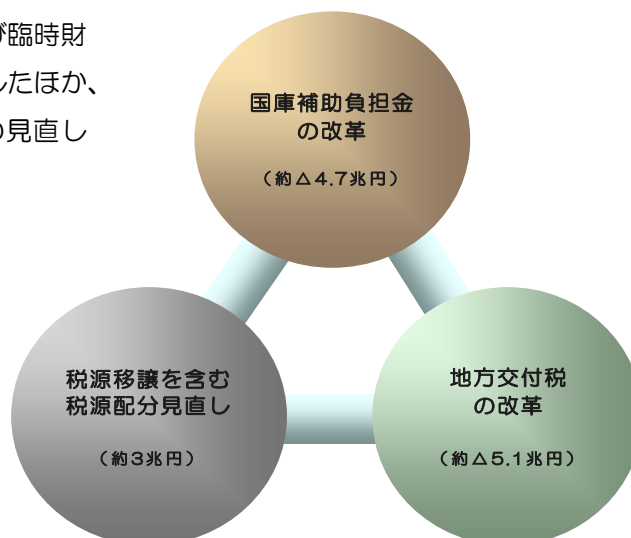 び臨時財
したほか、
の見直し
国庫補助負担金
の改革
（約△4.7兆円）
税源移譲を含む
税源配分見直し
（約3兆円）
地方交付税
の改革
（約△5.1兆円）